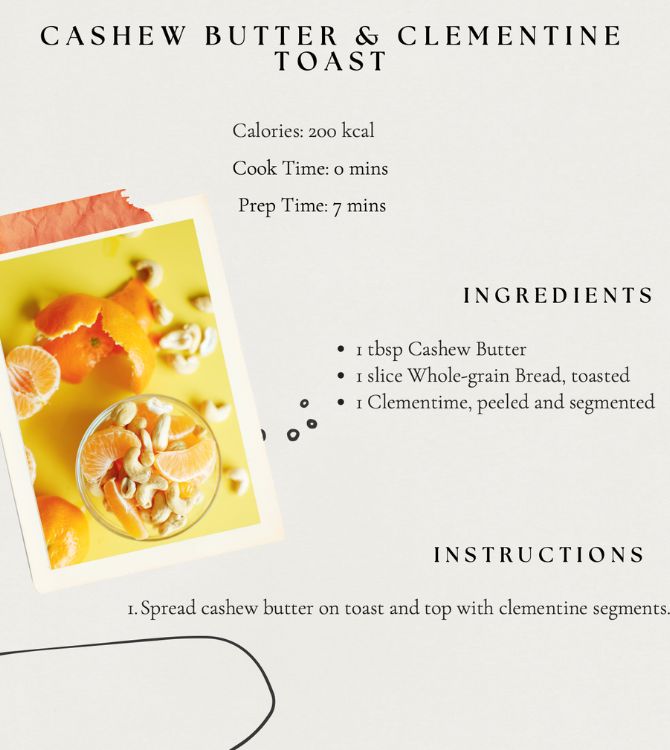 CASHEW BUTTER & CLEMENTINE
TOAST
Calories: 200 kcal
Cook Time: 0 mins
Prep Time: 7 mins
INGREDIENTS
• 1 tbsp Cashew Butter
• 1 slice Whole-grain Bread, toasted
• 1 Clementime, peeled and segmented
INSTRUCTIONS
1. Spread cashew butter on toast and top with clementine segments.